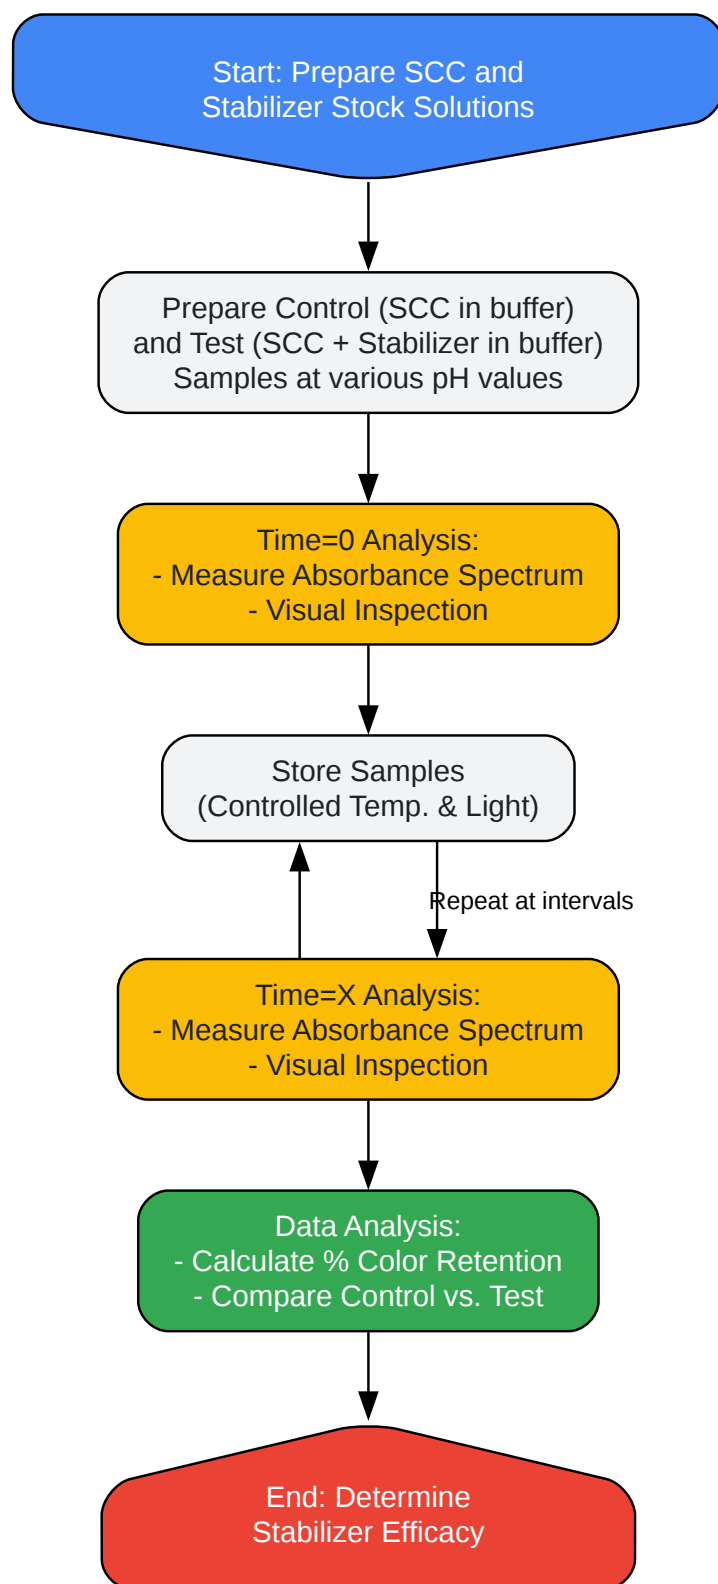 Start: Prepare SCC and
Stabilizer Stock Solutions
Prepare Control (SCC in buffer)
and Test (SCC + Stabilizer in buffer)
Samples at various pH values
Time=0 Analysis:
- Measure Absorbance Spectrum
- Visual Inspection
Store Samples
(Controlled Temp. & Light)
Repeat at intervals
Time=X Analysis:
- Measure Absorbance Spectrum
- Visual Inspection
Data Analysis:
- Calculate % Color Retention
- Compare Control vs. Test
End: Determine
Stabilizer Efficacy